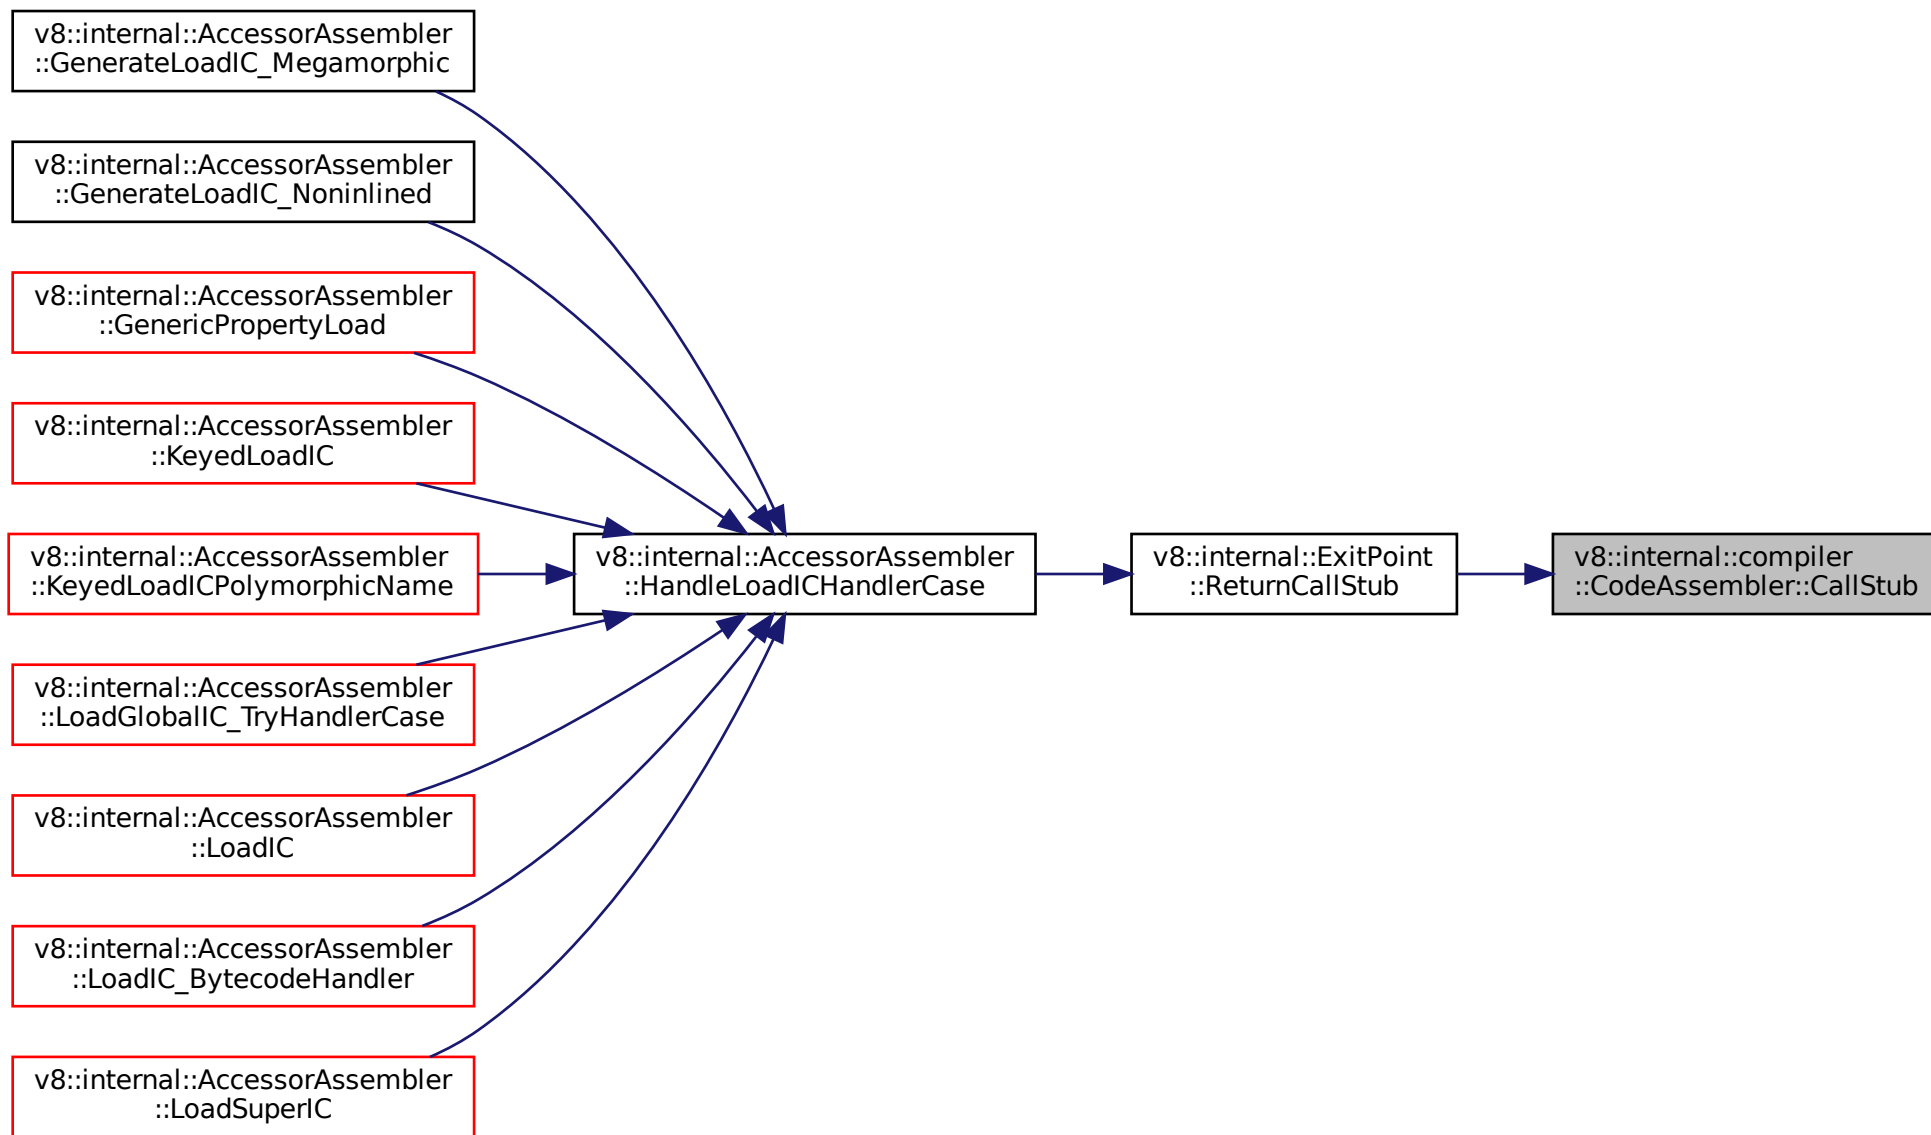 v8::internal::AccessorAssembler
::GenerateLoadIC_Megamorphic
v8::internal::AccessorAssembler
::GenerateLoadIC_Noninlined
v8::internal::AccessorAssembler
::GenericPropertyLoad
v8::internal::AccessorAssembler
::KeyedLoadIC
v8::internal::AccessorAssembler
::KeyedLoadICPolymorphicName
v8::internal::AccessorAssembler
::LoadGlobalIC_TryHandlerCase
v8::internal::AccessorAssembler
::LoadIC
v8::internal::AccessorAssembler
::LoadIC_BytecodeHandler
v8::internal::AccessorAssembler
::LoadSuperIC
v8::internal::AccessorAssembler
::HandleLoadICHandlerCase
v8::internal::ExitPoint
::ReturnCallStub
v8::internal::compiler
::CodeAssembler::CallStub